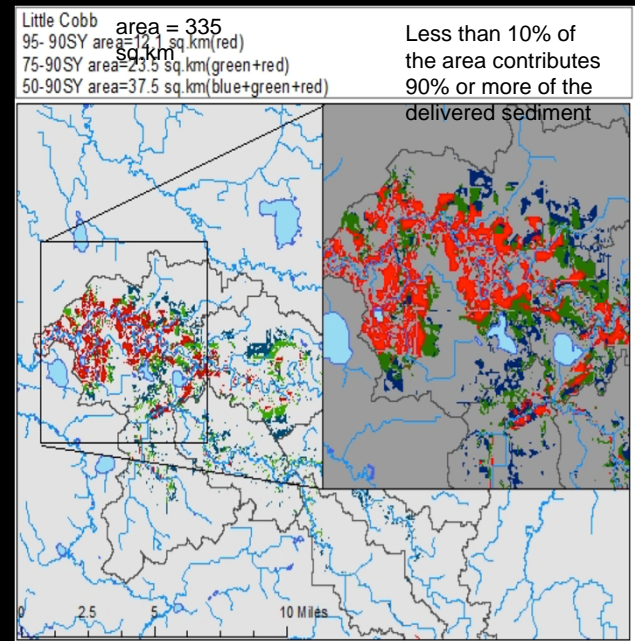 Little Cobb
area = 335
sq.km
95- 90SY area=12.1 sq.km(red)
75-90SY area=23.5 sq.km(green+red)
50-90SY area=37.5 sq.km(blue+green+red)
Less than 10% of
the area contributes
90% or more of the
delivered sediment
0 2.5 5 10 Miles